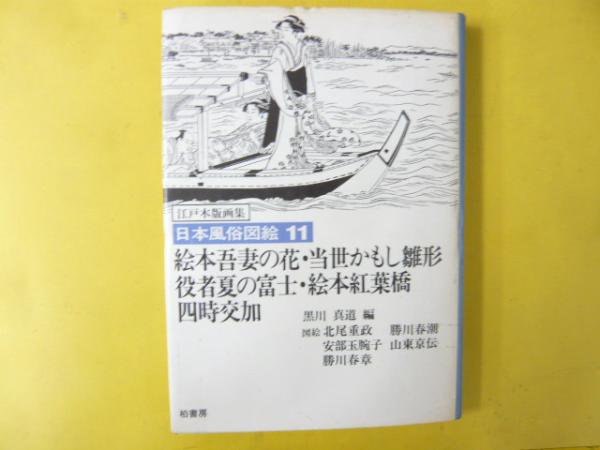 江戸木版画集
日本風俗図絵 11
絵本吾妻の花・当世かもし雛形
役者夏の富士・絵本紅葉橋
四時交加
黒川 真道 編
図絵 北尾重政 勝川春潮
安部玉腕子 山東京伝
勝川春章
柏書房